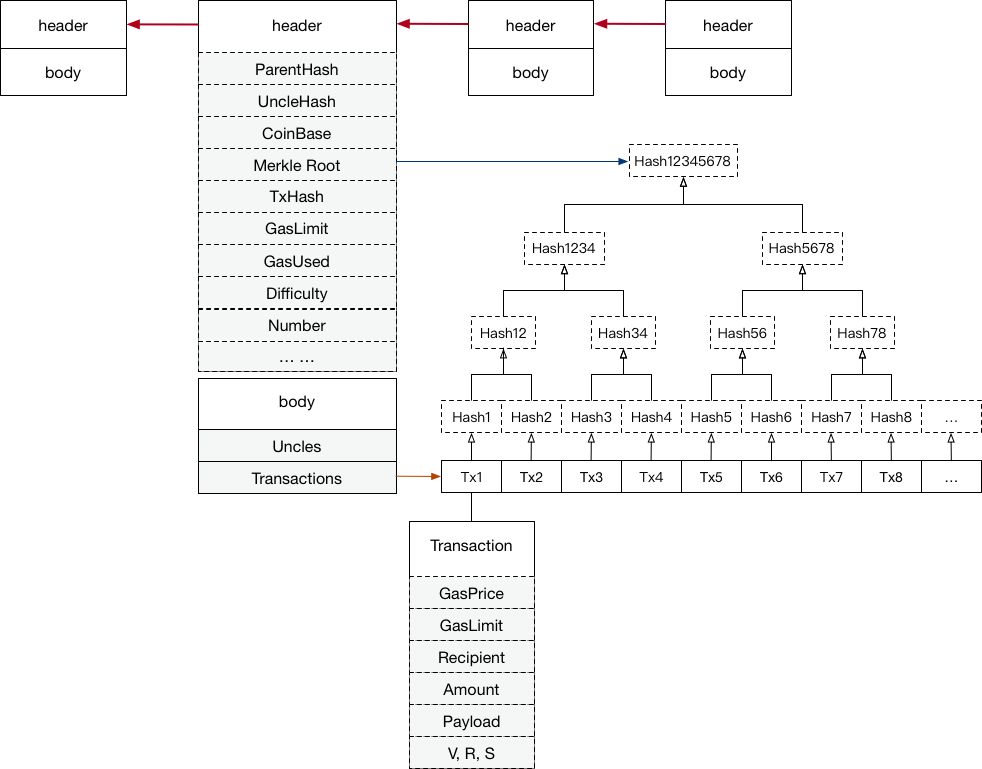 header
header
header
header
body
body
body
ParentHash
UncleHash
CoinBase
Merkle Root
TxHash
GasLimit
GasUsed
Difficulty
Number
... ...
body
Uncles
Transactions
Hash12345678
Hash1234
Hash5678
Hash12
Hash34
Hash56
Hash78
Hash1
Hash2
Hash3
Hash4
Hash5
Hash6
Hash7
Hash8
...
Tx1
Tx2
Tx3
Tx4
Tx5
Tx6
Tx7
Tx8
...
Transaction
GasPrice
GasLimit
Recipient
Amount
Payload
V, R, S